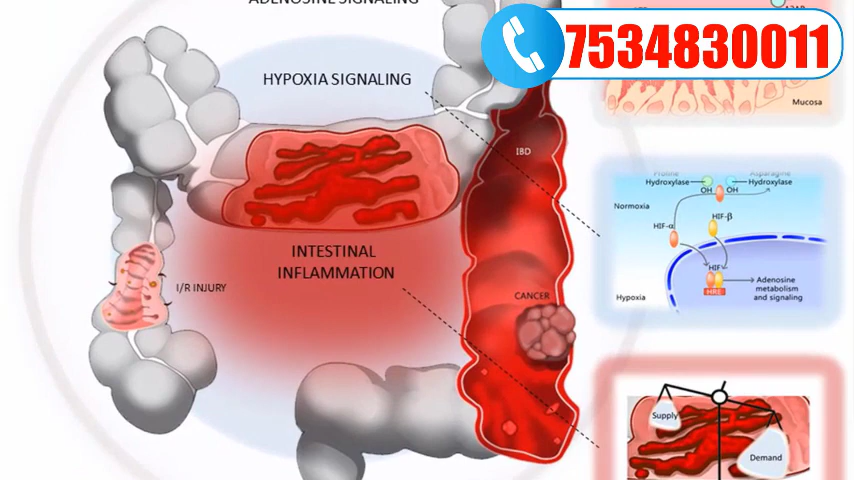 ADENOSINE SIGNALING
7534830011
HYPOXIA SIGNALING
Mucosa
IBD
Proline
Hydroxylase
Asparagine
Hydroxylase
OH
OH
Normoxia
HIF-α
HIF-β
HIF
HRE
Adenosine
metabolism
and signaling
Hypoxia
INTESTINAL
INFLAMMATION
I/R INJURY
CANCER
Supply
Demand